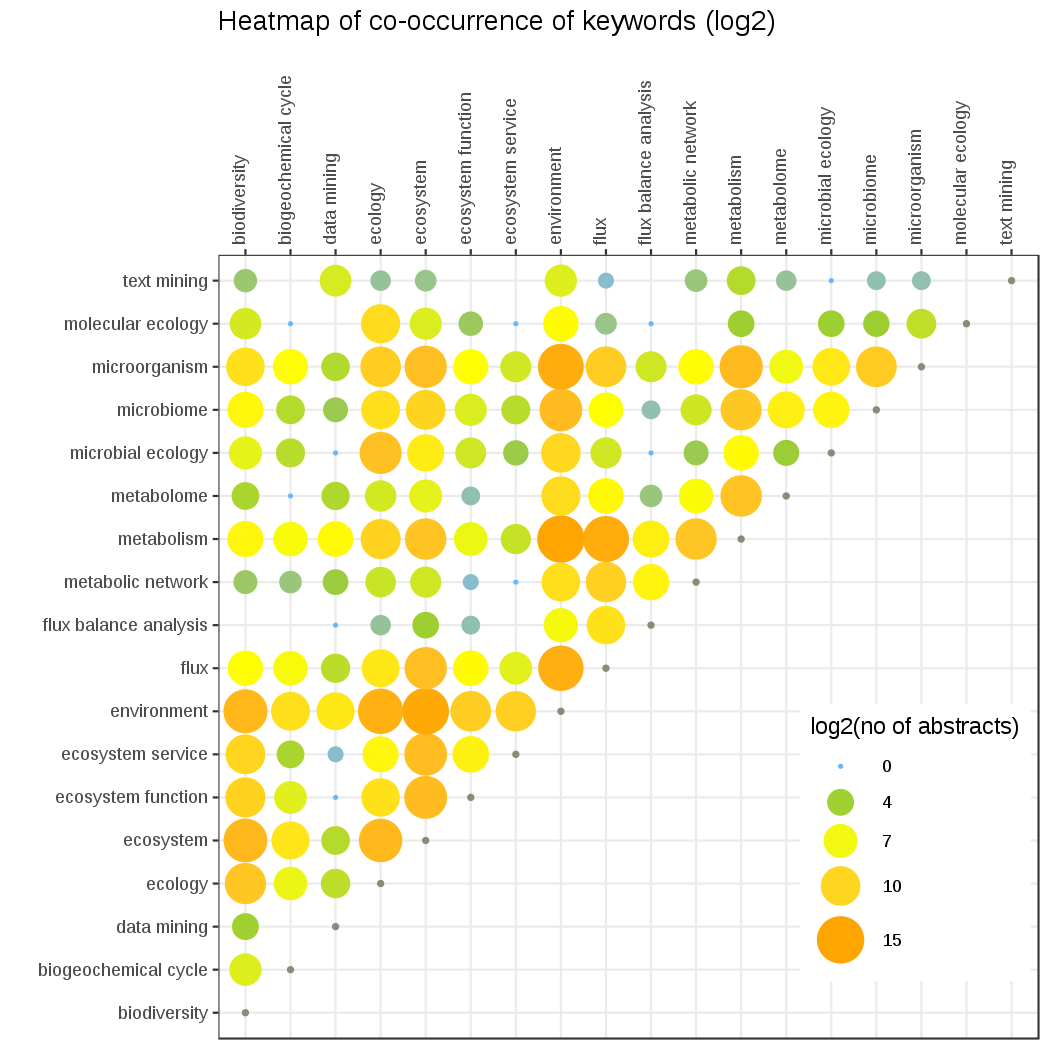 Heatmap of co-occurrence of keywords (log2)
biodiversity
biogeochemical cycle
data mining
ecology
ecosystem
ecosystem function
ecosystem service
environment
flux
flux balance analysis
metabolic network
metabolism
metabolome
microbial ecology
microbiome
microorganism
molecular ecology
text mining
text mining
molecular ecology
microorganism
microbiome
microbial ecology
metabolome
metabolism
metabolic network
flux balance analysis
flux
environment
ecosystem service
ecosystem function
ecosystem
ecology
data mining
biogeochemical cycle
biodiversity
log2(no of abstracts)
0
4
7
10
15